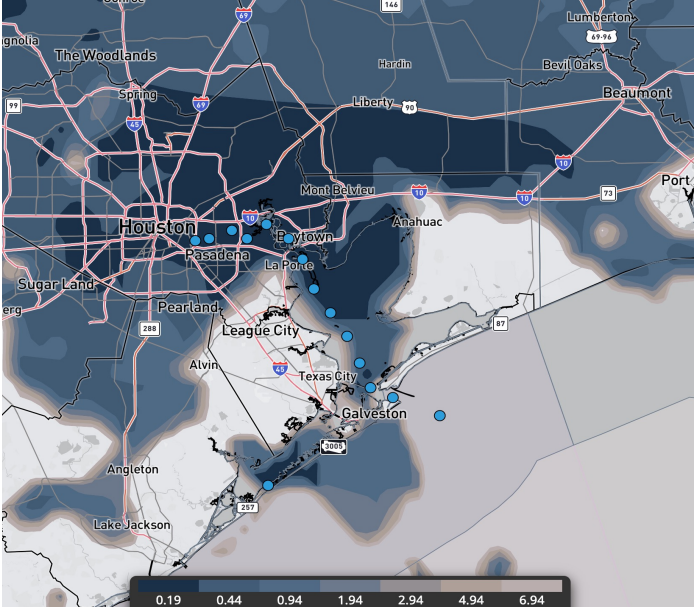 Conroe
146
69
Lumberton
69-96
agnolia
The Woodlands
Hardin
Bevil Oaks
Spring
Beaumont
99
69
Liberty
90
45
10
Port
Mont Belvieu
10
10
73
10
Houston
Anahuac
Baytown
Pasadena
La Porte
Sugar Land
erg
Pearland
288
League City
87
Alvin
45
Texas City
Galveston
3005
Angleton
257
Lake Jackson
0.19 0.44 0.94 1.94 2.94 4.94 6.94